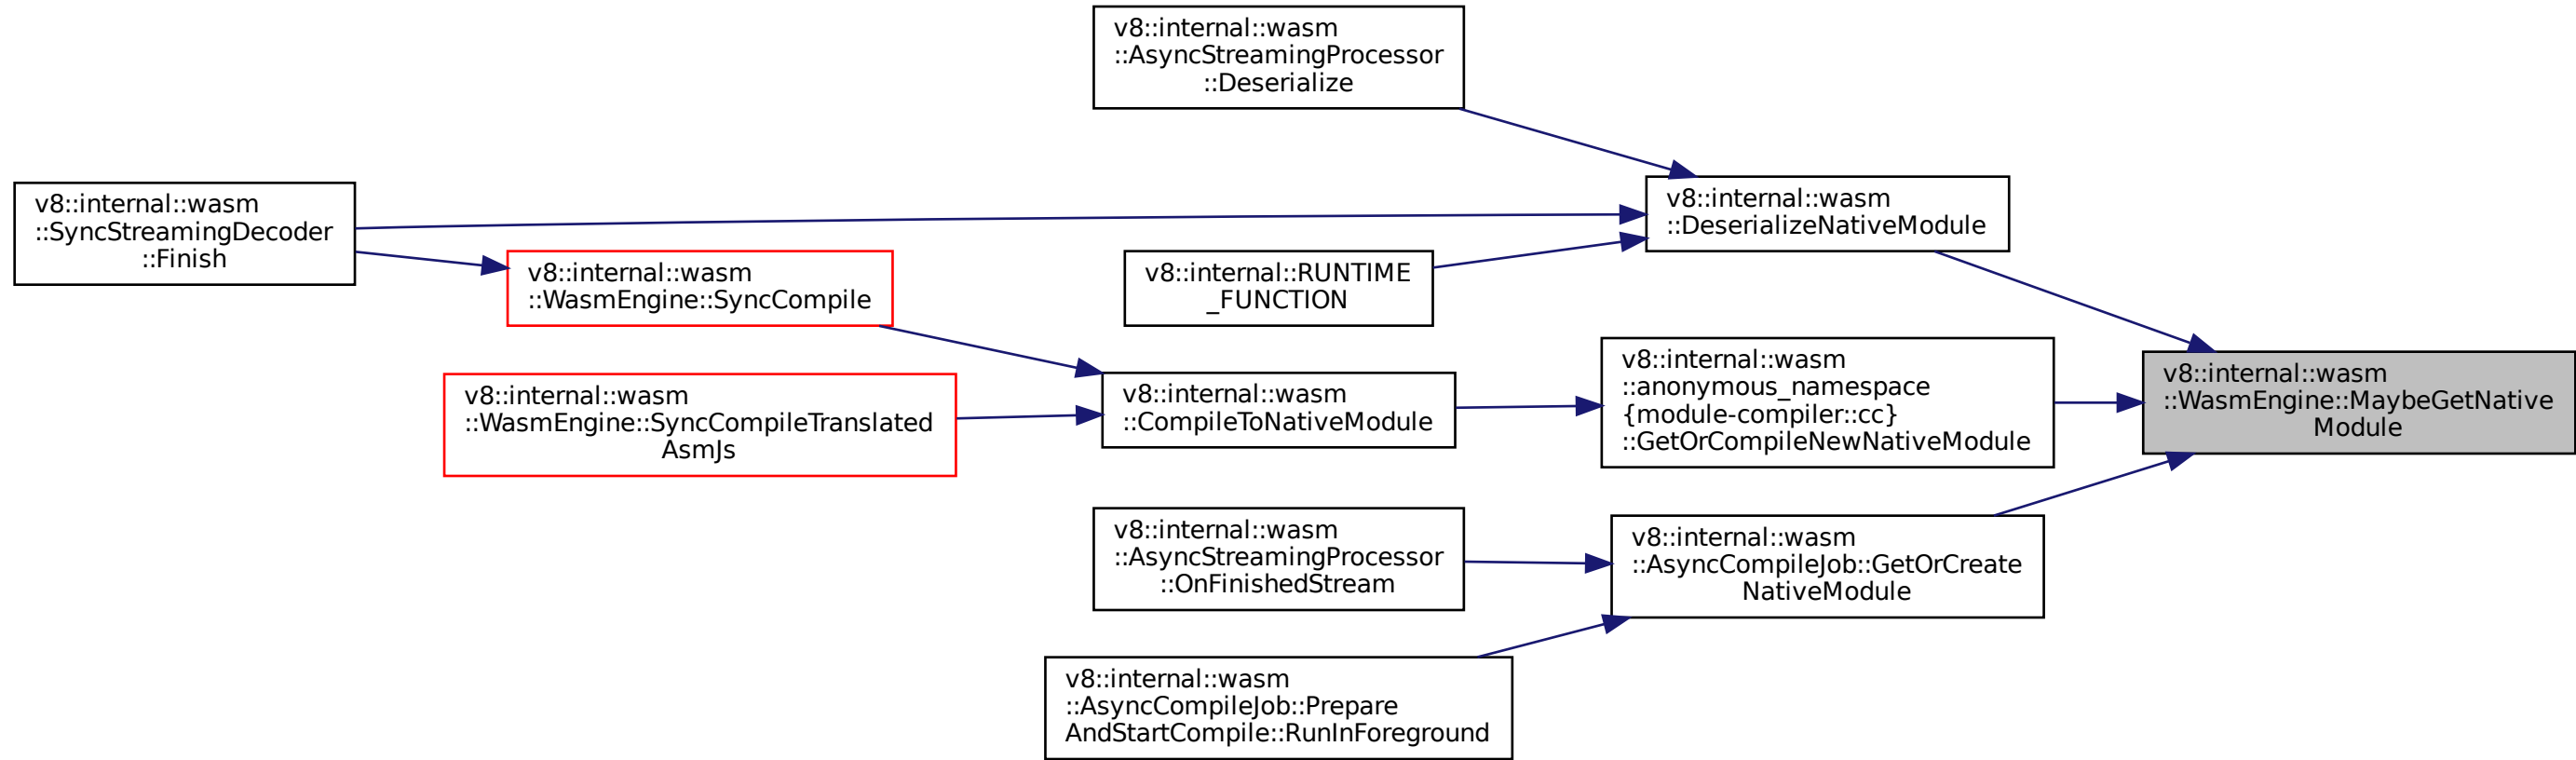 v8::internal::wasm
::AsyncStreamingProcessor
::Deserialize
v8::internal::wasm
::SyncStreamingDecoder
::Finish
v8::internal::wasm
::DeserializeNativeModule
v8::internal::wasm
::WasmEngine::SyncCompile
v8::internal::RUNTIME
_FUNCTION
v8::internal::wasm
::anonymous_namespace
{module-compiler::cc}
::GetOrCompileNewNativeModule
v8::internal::wasm
::WasmEngine::MaybeGetNative
Module
v8::internal::wasm
::WasmEngine::SyncCompileTranslated
AsmJs
v8::internal::wasm
::CompileToNativeModule
v8::internal::wasm
::AsyncStreamingProcessor
::OnFinishedStream
v8::internal::wasm
::AsyncCompileJob::GetOrCreate
NativeModule
v8::internal::wasm
::AsyncCompileJob::Prepare
AndStartCompile::RunInForeground